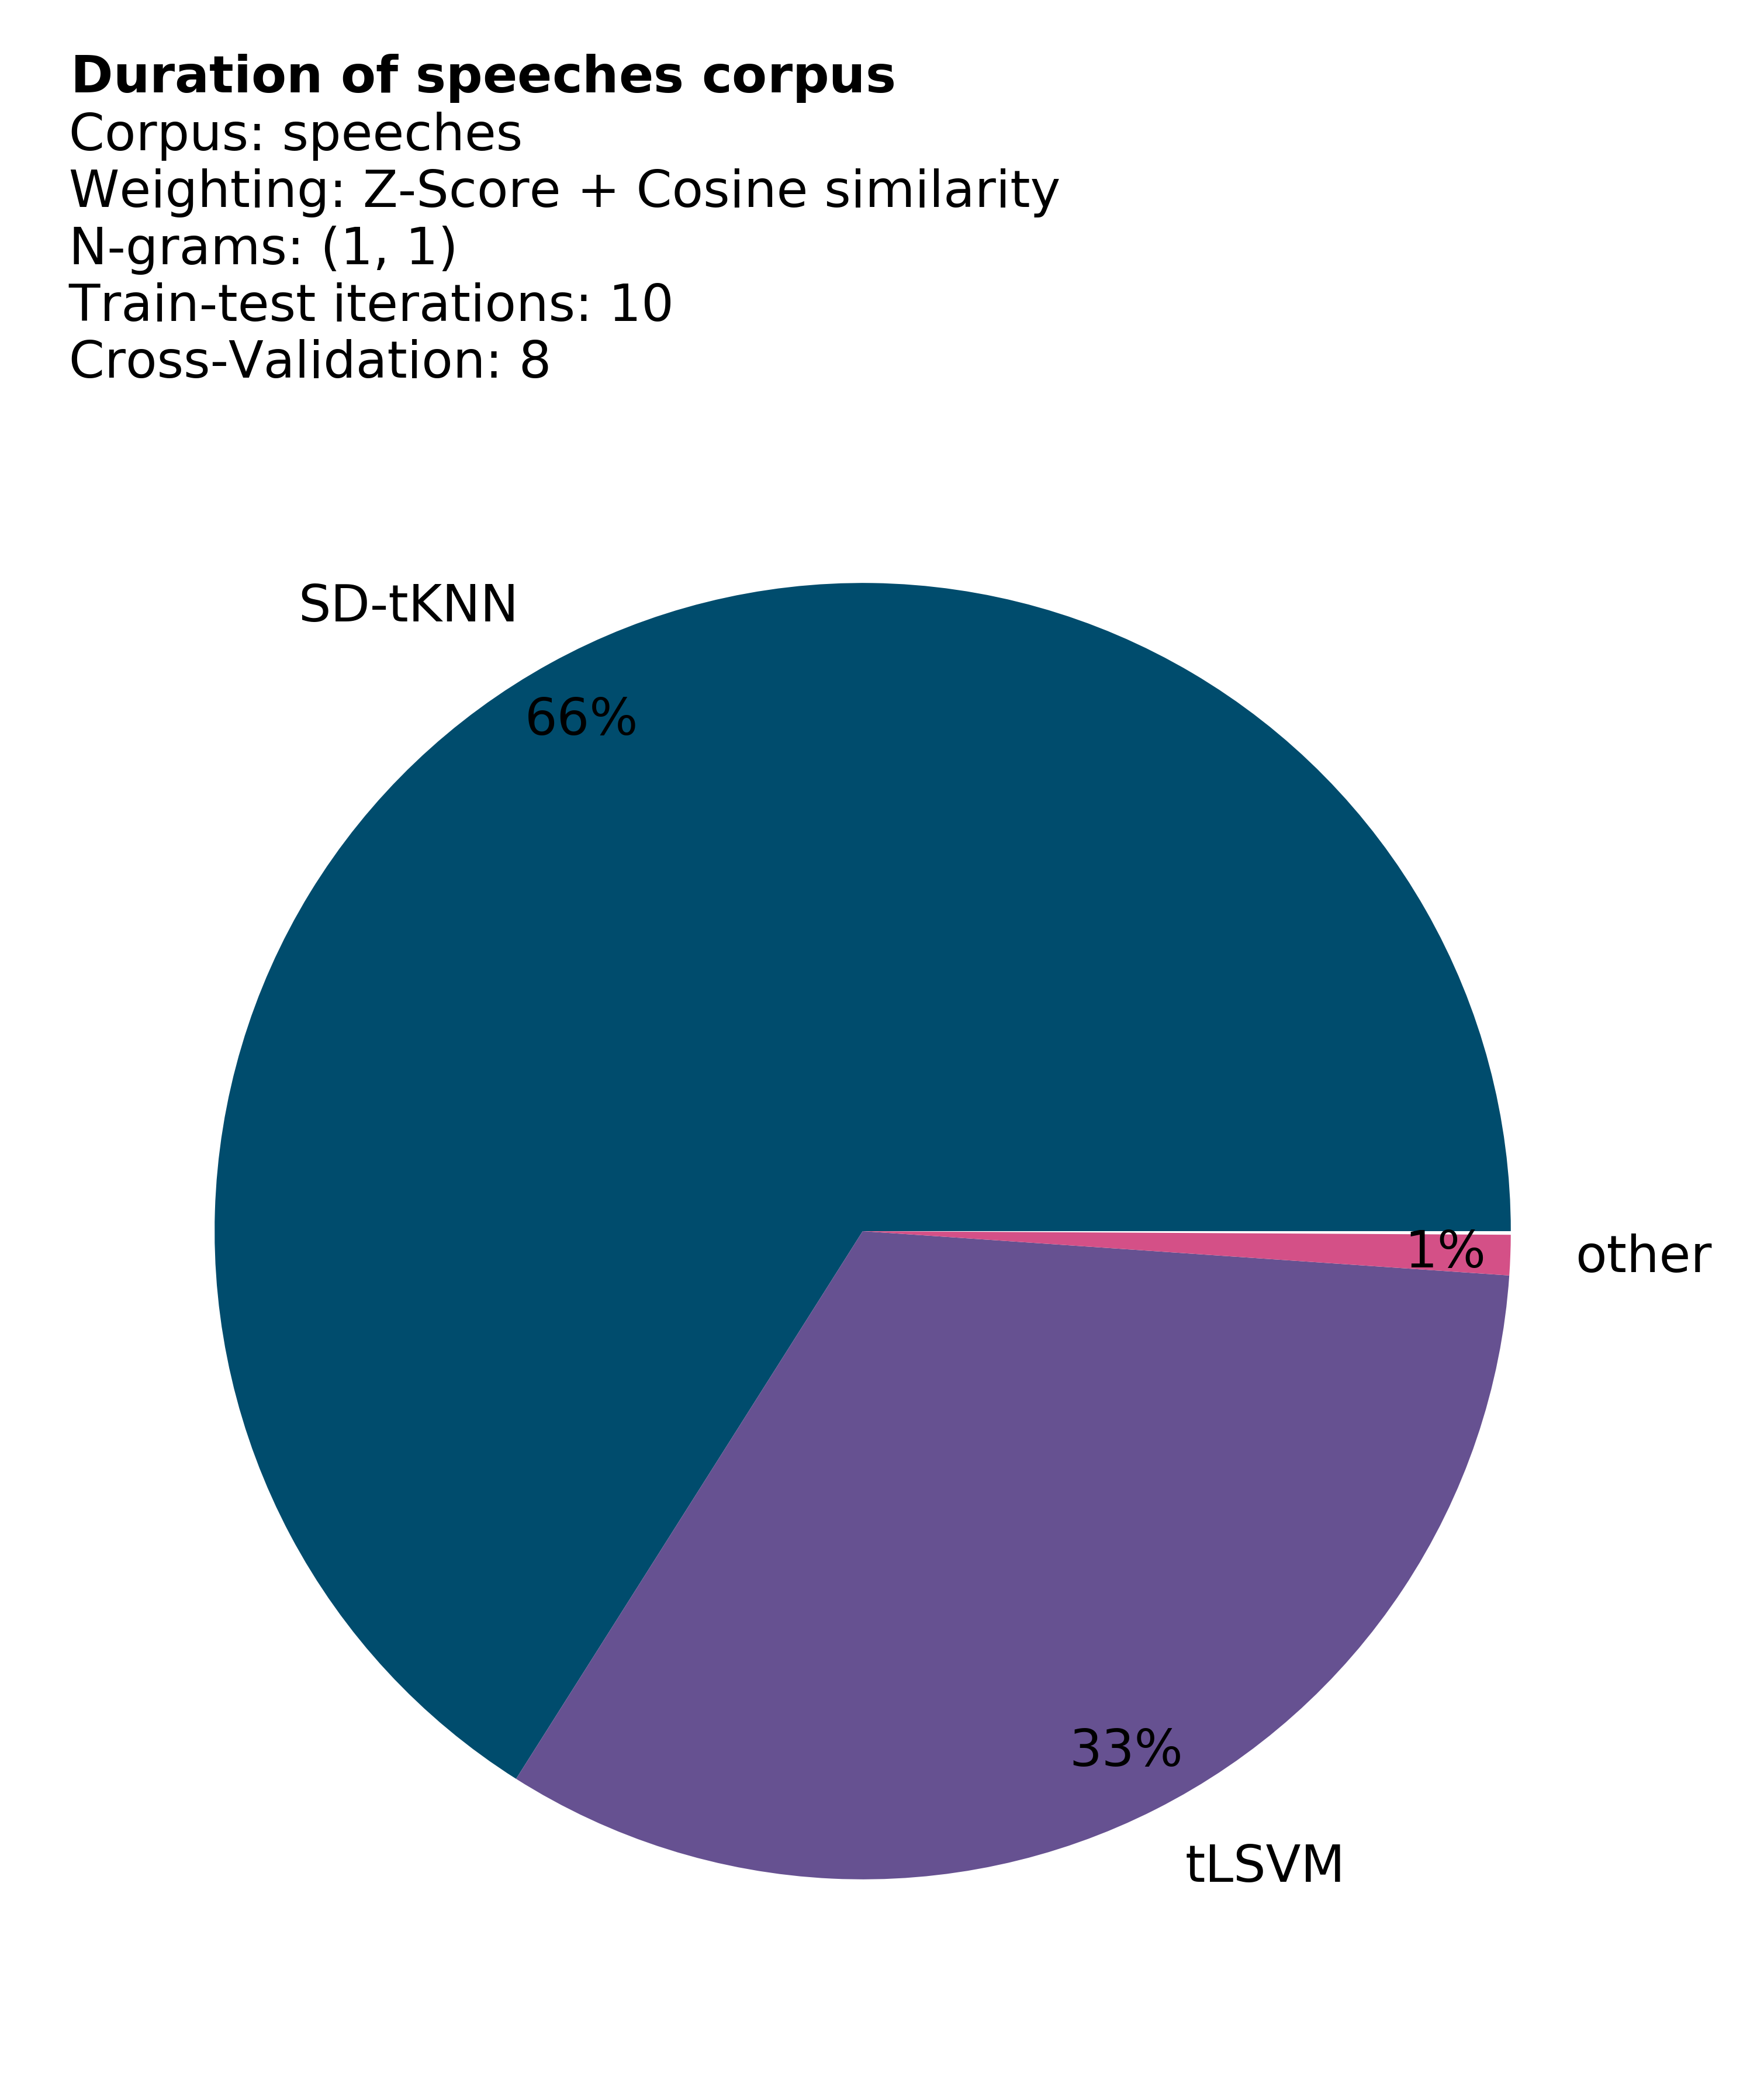 Duration of speeches corpus
Corpus: speeches
Weighting: Z-Score + Cosine similarity
N-grams: (1, 1)
Train-test iterations: 10
Cross-Validation: 8
SD-tKNN
66%
1%
other
33%
tLSVM